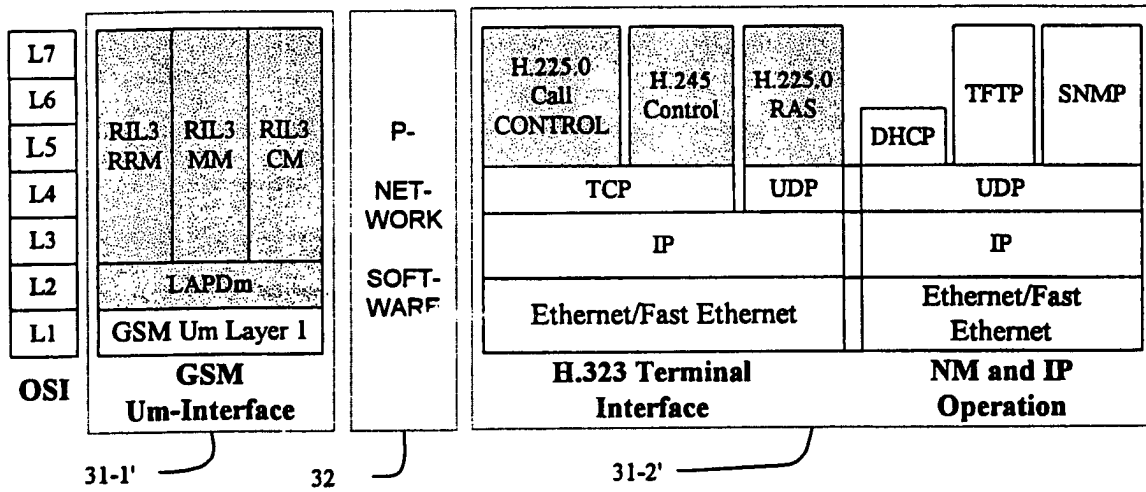 L7
L6
L5
L4
L3
L2
L1
OSI
RIL3
RRM
RIL3
MM
RIL3
CM
LAPDm
GSM Um Layer 1
GSM
Um-Interface
31-1'
P-
NET-
WORK
SOFT-
WARE
32
H.225.0
Call
CONTROL
H.245
Control
H.225.0
RAS
TCP
UDP
IP
Ethernet/Fast Ethernet
H.323 Terminal
Interface
DHCP
TFTP
SNMP
UDP
IP
Ethernet/Fast
Ethernet
NM and IP
Operation
31-2'